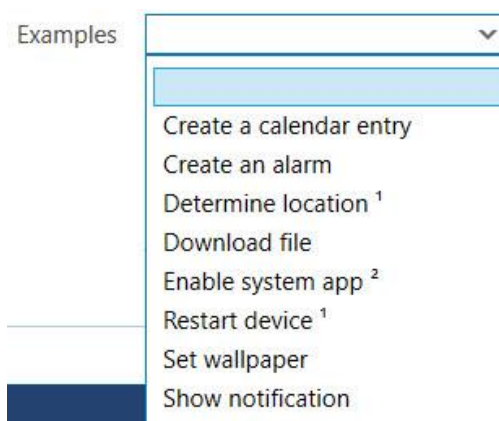 Examples
Create a calendar entry
Create an alarm
Determine location ¹
Download file
Enable system app ²
Restart device ¹
Set wallpaper
Show notification